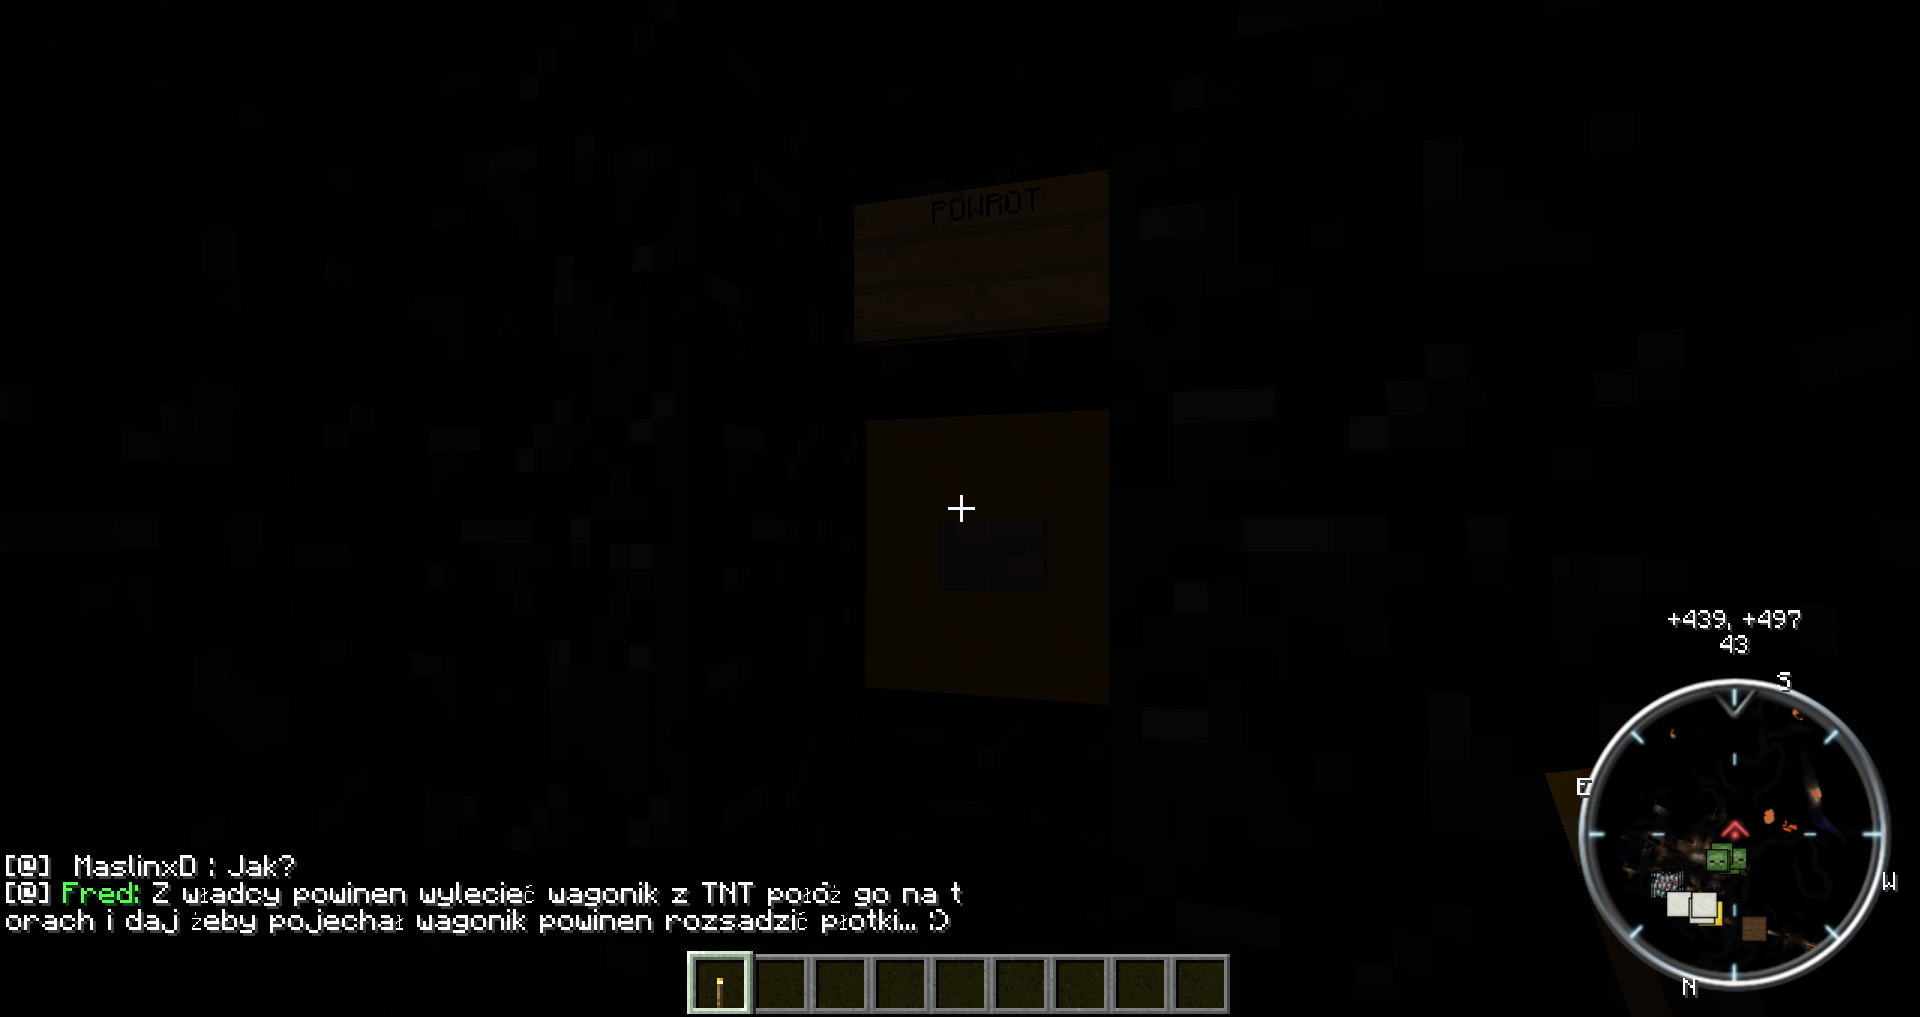 POWROT
+439, +497
43
S
E
W
N
[@]  MaslinxD : Jak?
[@] Fred: Z władcy powinen wylecieć wagonik z TNT połóż go na t
orach i daj żeby pojechał wagonik powinen rozsadzić płotki... :)